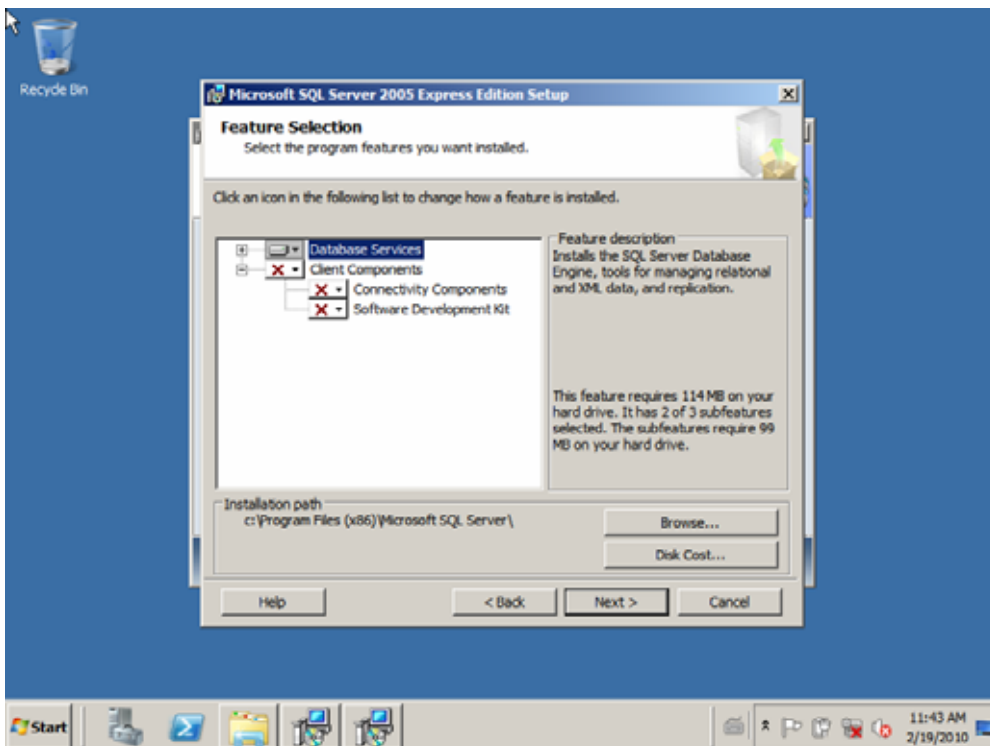 Recycle Bin
Microsoft SQL Server 2005 Express Edition Setup
Feature Selection
Select the program features you want installed.
Click an icon in the following list to change how a feature is installed.
Database Services
Client Components
Connectivity Components
Software Development Kit
Feature description
Installs the SQL Server Database
Engine, tools for managing relational
and XML data, and replication.
This feature requires 114 MB on your
hard drive. It has 2 of 3 subfeatures
selected. The subfeatures require 99
MB on your hard drive.
Installation path
c:\Program Files (x86)\Microsoft SQL Server\
Browse...
Disk Cost...
Help
< Back
Next >
Cancel
Start
11:43 AM
2/19/2010